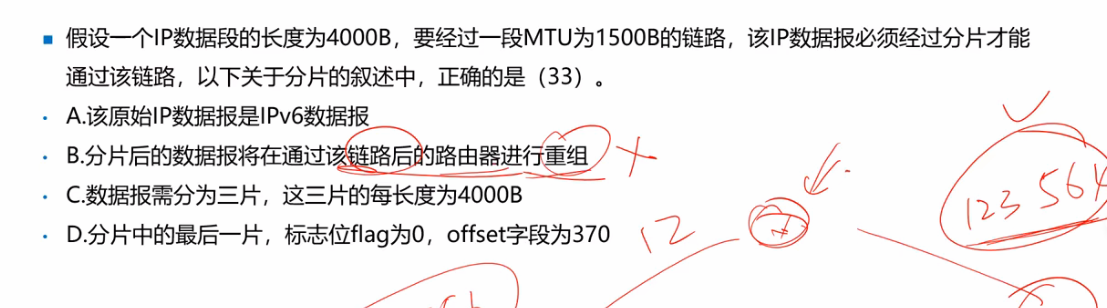 假设一个IP数据段的长度为4000B，要经过一段MTU为1500B的链路，该IP数据报必须经过分片才能
通过该链路，以下关于分片的叙述中，正确的是（33）。
A.该原始IP数据报是IPv6数据报
B.分片后的数据报将在通过该链路后的路由器进行重组
C.数据报需分为三片，这三片的每长度为4000B
D.分片中的最后一片，标志位flag为0，offset字段为370
12
123 564